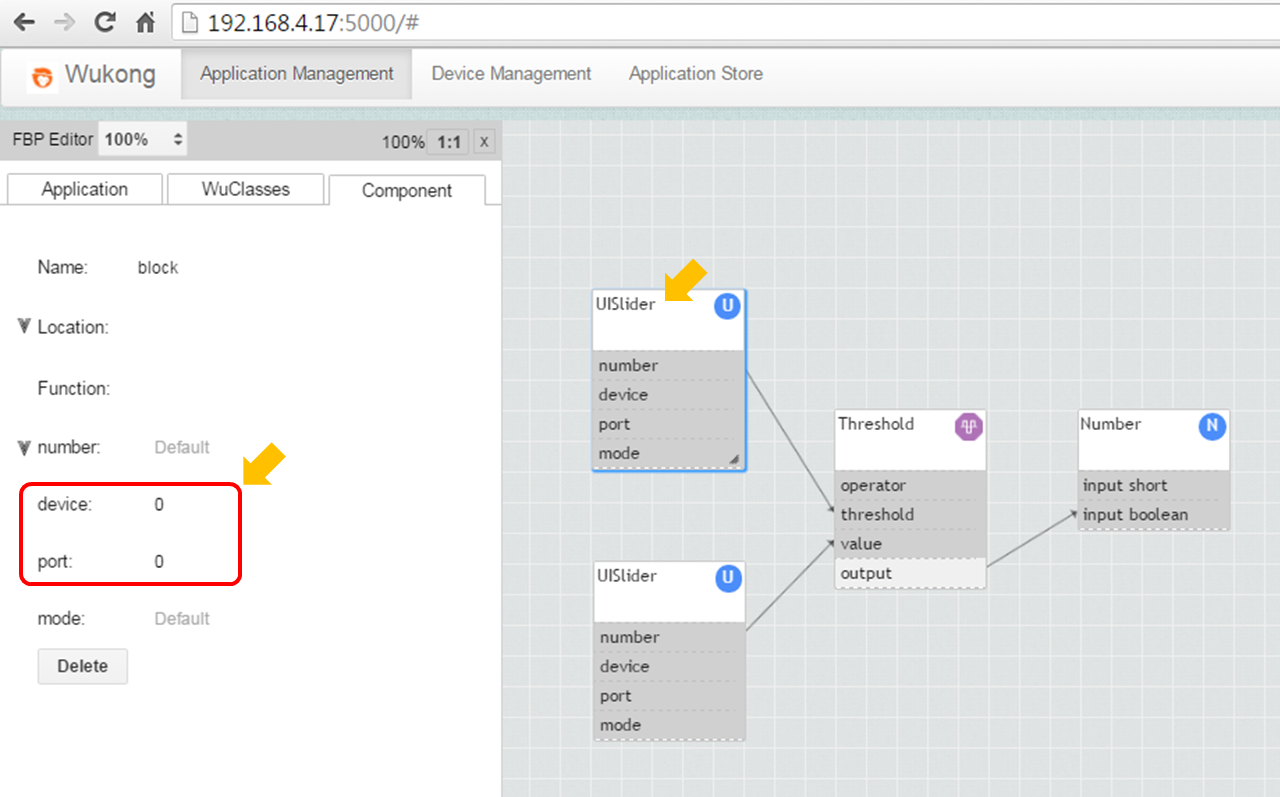 192.168.4.17:5000/#
Wukong
Application Management
Device Management
Application Store
FBP Editor
100%
100%
1:1
X
Application
WuClasses
Component
Name: block
Location:
Function:
number: Default
device: 0
port: 0
mode: Default
Delete
UISlider
U
number
device
port
mode
UISlider
U
number
device
port
mode
Threshold
operator
threshold
value
output
Number
N
input short
input boolean